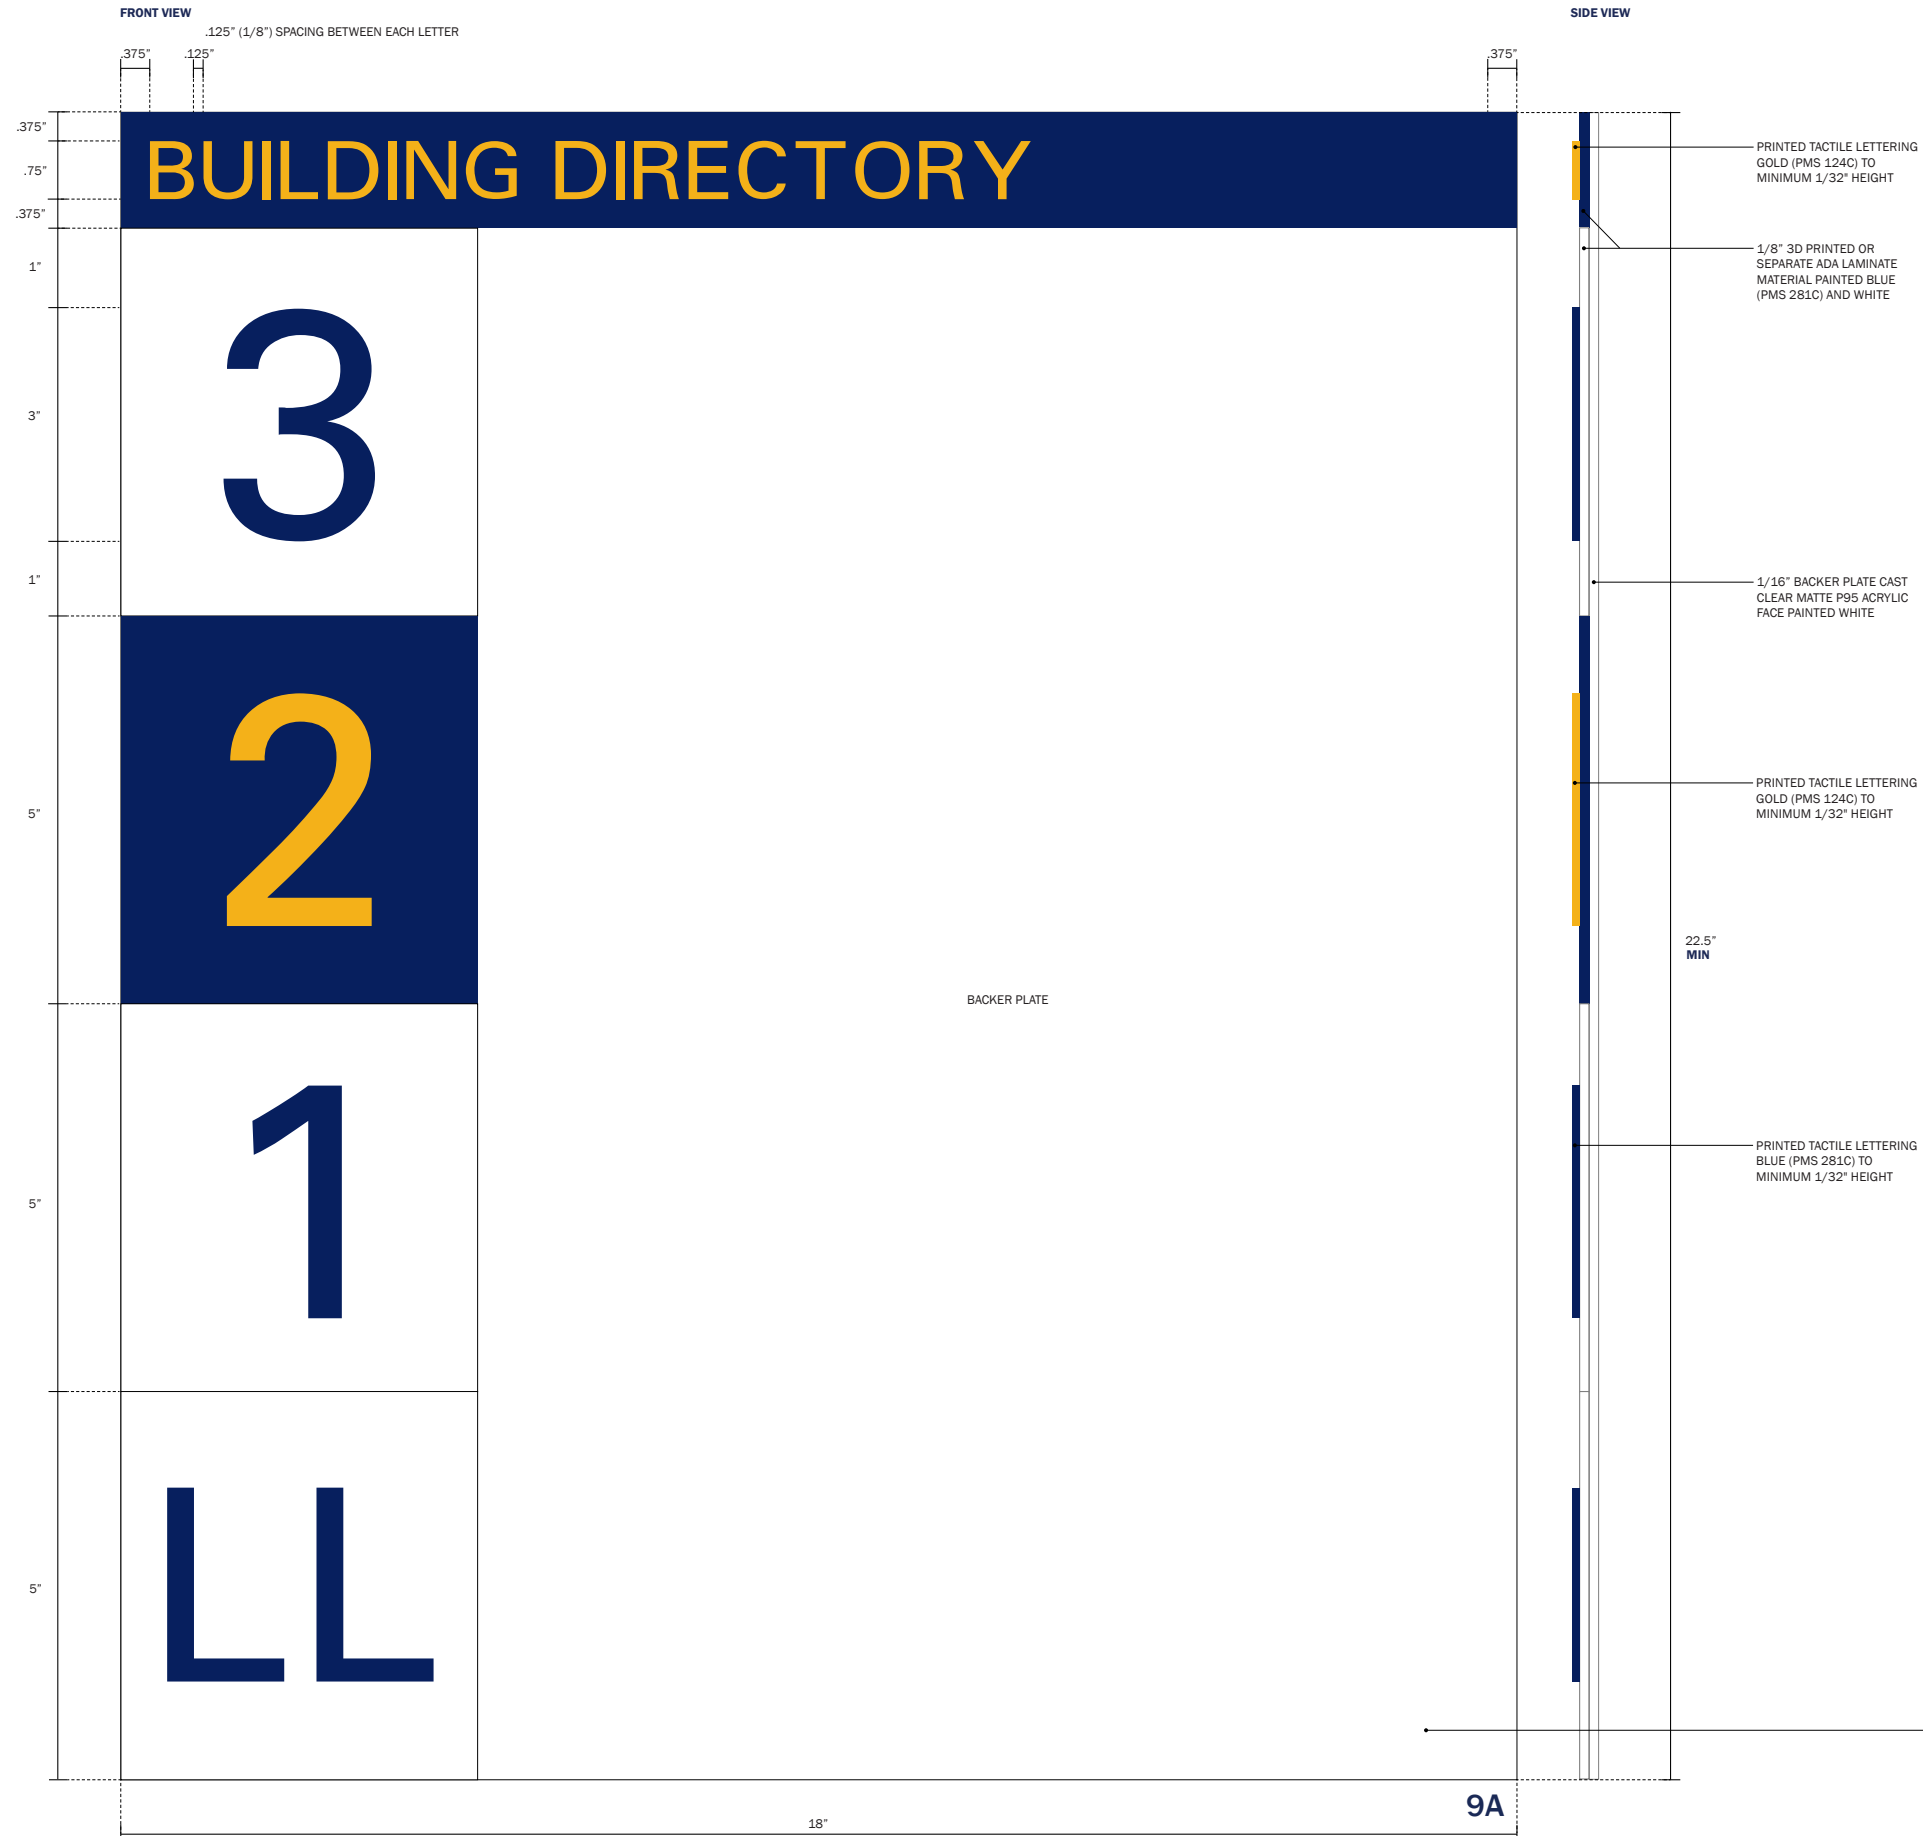 FRONT VIEW
SIDE VIEW
.125” (1/8”) SPACING BETWEEN EACH LETTER
.375”
.125”
.375”
.375”
.75”
.375”
1”
3”
1”
5”
5”
5”
BUILDING DIRECTORY
3
2
1
LL
BACKER PLATE
PRINTED TACTILE LETTERING
GOLD (PMS 124C) TO
MINIMUM 1/32" HEIGHT
1/8” 3D PRINTED OR
SEPARATE ADA LAMINATE
MATERIAL PAINTED BLUE
(PMS 281C) AND WHITE
1/16” BACKER PLATE CAST
CLEAR MATTE P95 ACRYLIC
FACE PAINTED WHITE
PRINTED TACTILE LETTERING
GOLD (PMS 124C) TO
MINIMUM 1/32" HEIGHT
22.5”
MIN
PRINTED TACTILE LETTERING
BLUE (PMS 281C) TO
MINIMUM 1/32" HEIGHT
9A
18”